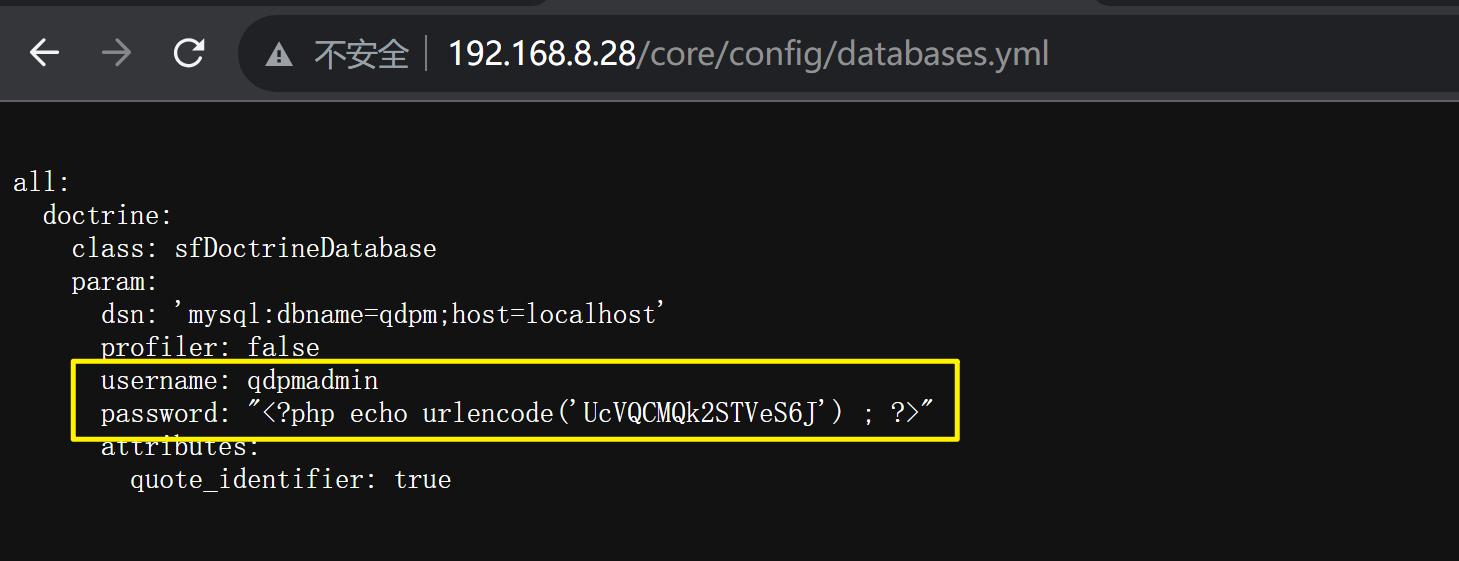 不安全 192.168.8.28/core/config/databases.yml
all:
doctrine:
class: sfDoctrineDatabase
param:
dsn: 'mysql:dbname=qdpm;host=localhost'
profiler: false
username: qdpmadmin
password: "<?php echo urlencode('UcVQCMQk2STVeS6J') ; ?>"
attributes:
quote_identifier: true